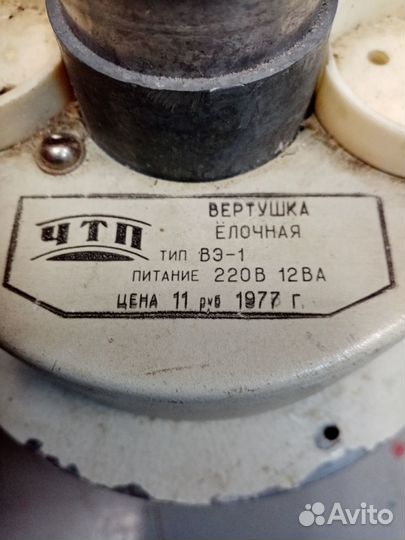 ЧТП
ВЕРТУШКА
ЁЛОЧНАЯ
ТИП ВЭ-1
ПИТАНИЕ 220В 12ВА
ЦЕНА 11 руб 1977 г.
Avito